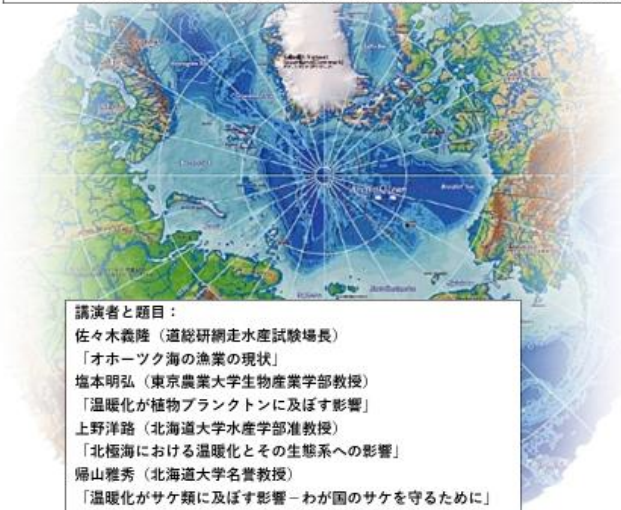 Arctic Ocean
講演者と題目：
佐々木義隆（道総研網走水産試験場長）
「オホーツク海の漁業の現状」
塩本明弘（東京農業大学生物産業学部教授）
「温暖化が植物プランクトンに及ぼす影響」
上野洋路（北海道大学水産学部准教授）
「北極海における温暖化とその生態系への影響」
帰山雅秀（北海道大学名誉教授）
「温暖化がサケ類に及ぼす影響－わが国のサケを守るために」